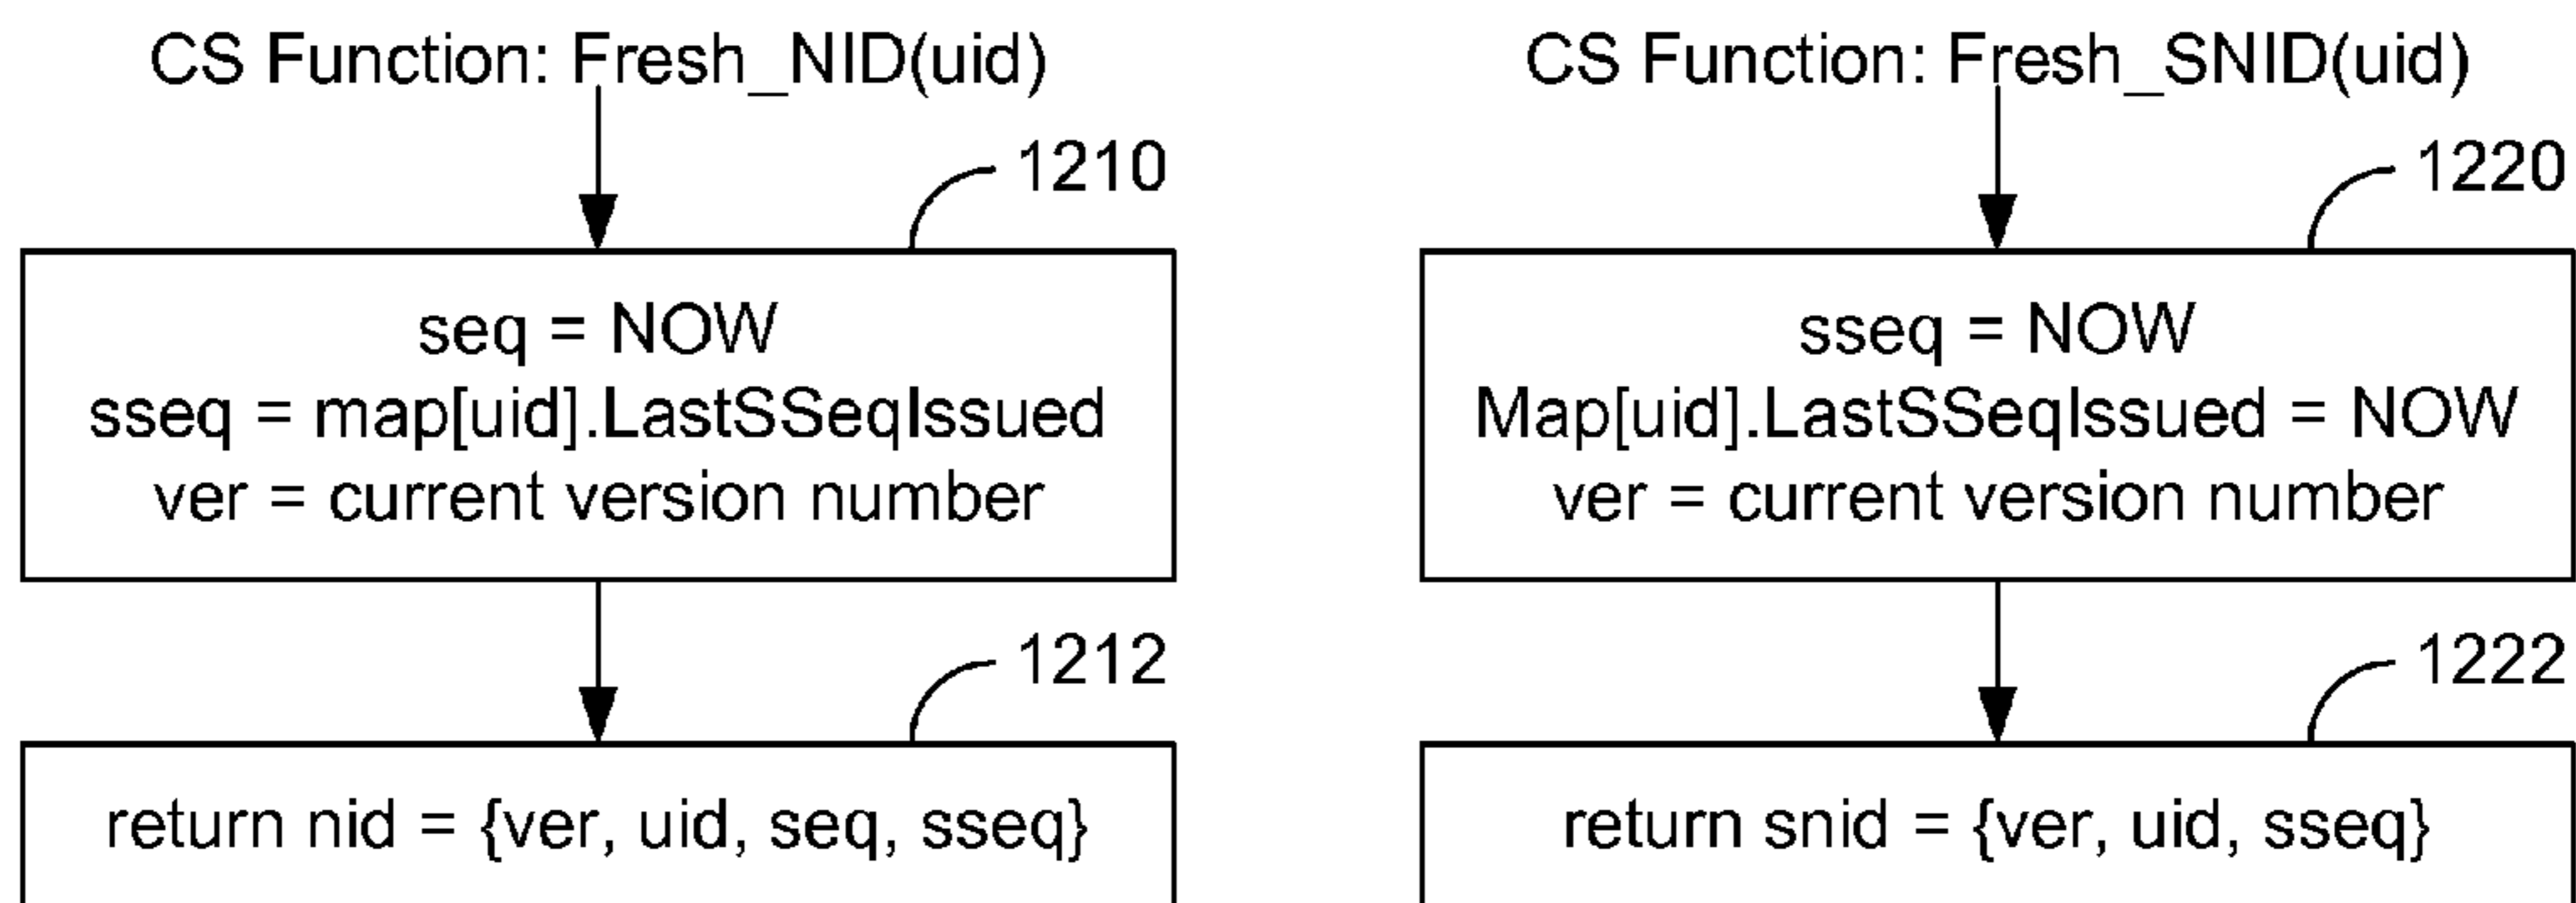 CS Function: Fresh_NID(uid)
1210
seq = NOW
sseq = map[uid].LastSSeqIssued
ver = current version number
1212
return nid = {ver, uid, seq, sseq}
CS Function: Fresh_SNID(uid)
1220
sseq = NOW
Map[uid].LastSSeqIssued = NOW
ver = current version number
1222
return snid = {ver, uid, sseq}